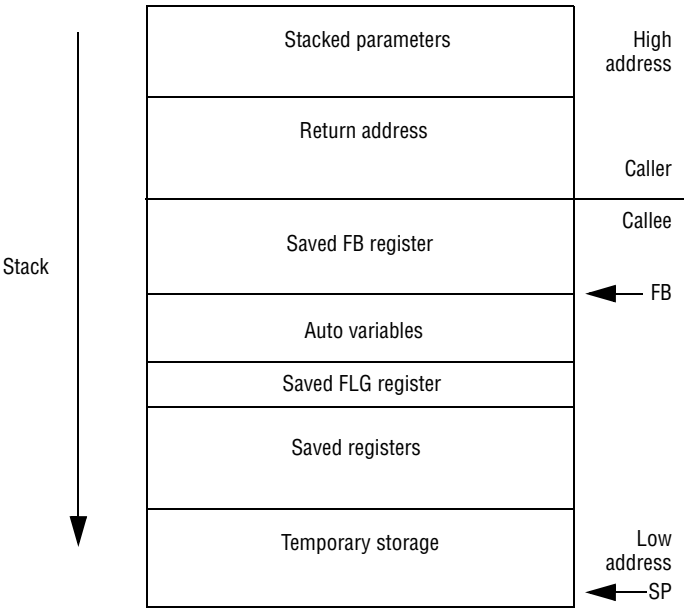 Stacked parameters
High
address
Return address
Caller
Callee
Saved FB register
Stack
FB
Auto variables
Saved FLG register
Saved registers
Temporary storage
Low
address
SP